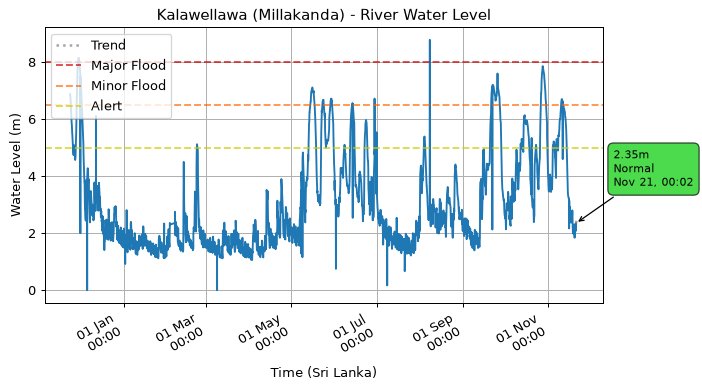 Kalawellawa (Millakanda) - River Water Level
Trend
Major Flood
Minor Flood
Alert
Water Level (m)
8
6
4
2
0
2.35m
Normal
Nov 21, 00:02
01 Jan
00:00
01 Mar
00:00
01 May
00:00
01 Jul
00:00
01 Sep
00:00
01 Nov
00:00
Time (Sri Lanka)